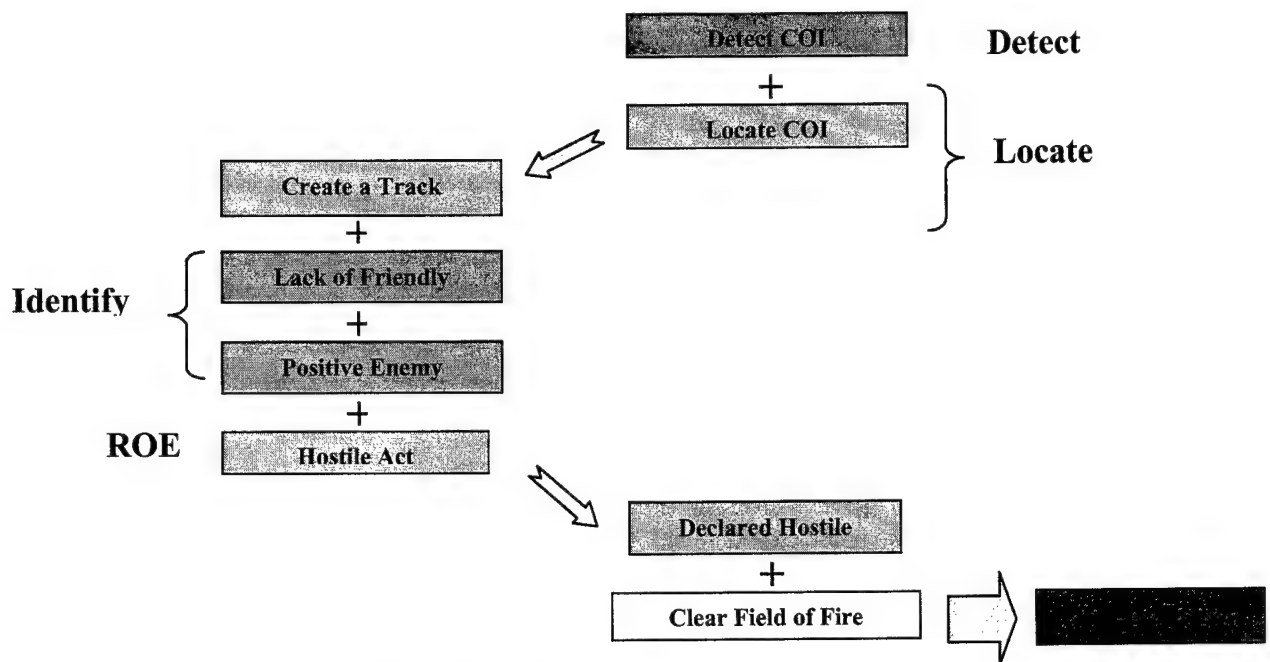 Detect COI
Detect
+
Locate COI
Locate
Create a Track
+
Identify
Lack of Friendly
+
Positive Enemy
+
ROE
Hostile Act
Declared Hostile
+
Clear Field of Fire